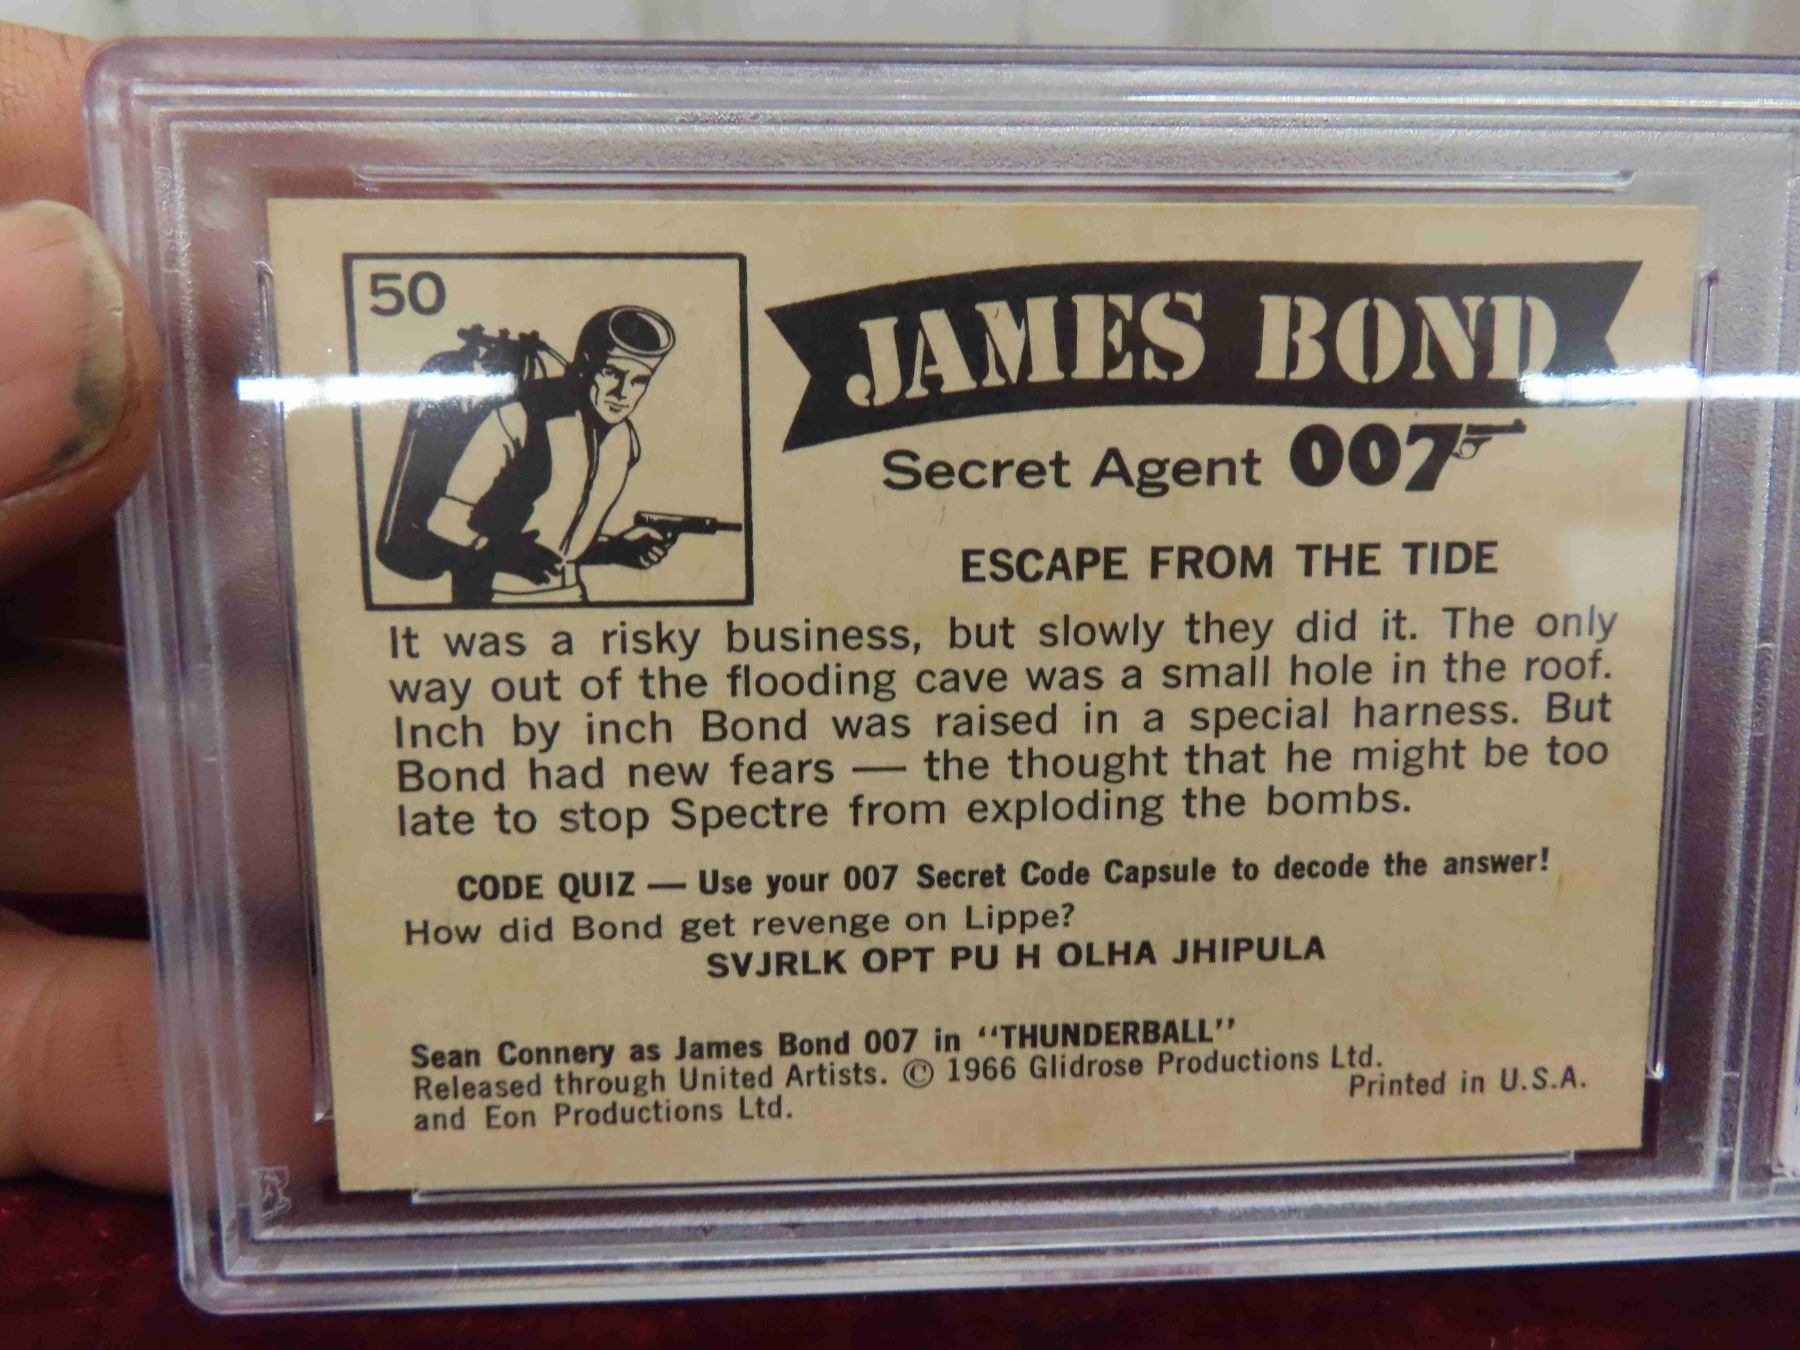 50
JAMES BOND
Secret Agent 007
ESCAPE FROM THE TIDE
It was a risky business, but slowly they did it. The only
way out of the flooding cave was a small hole in the roof.
Inch by inch Bond was raised in a special harness. But
Bond had new fears — the thought that he might be too
late to stop Spectre from exploding the bombs.
CODE QUIZ — Use your 007 Secret Code Capsule to decode the answer!
How did Bond get revenge on Lippe?
SVJRLK OPT PU H OLHA JHIPULA
Sean Connery as James Bond 007 in "THUNDERBALL"
Released through United Artists. © 1966 Glidrose Productions Ltd.
and Eon Productions Ltd.
Printed in U.S.A.